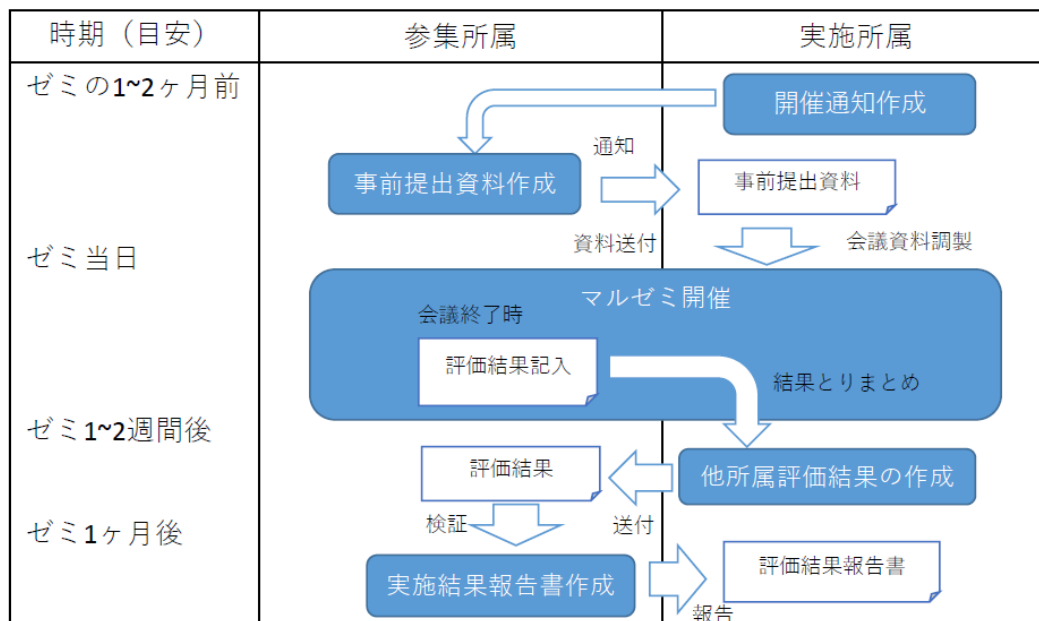 時期（目安）
参集所属
実施所属
ゼミの1~2ヶ月前
開催通知作成
通知
事前提出資料作成
事前提出資料
資料送付
会議資料調製
ゼミ当日
マルゼミ開催
会議終了時
評価結果記入
結果とりまとめ
ゼミ1~2週間後
評価結果
他所属評価結果の作成
検証
送付
ゼミ1ヶ月後
実施結果報告書作成
評価結果報告書
報告